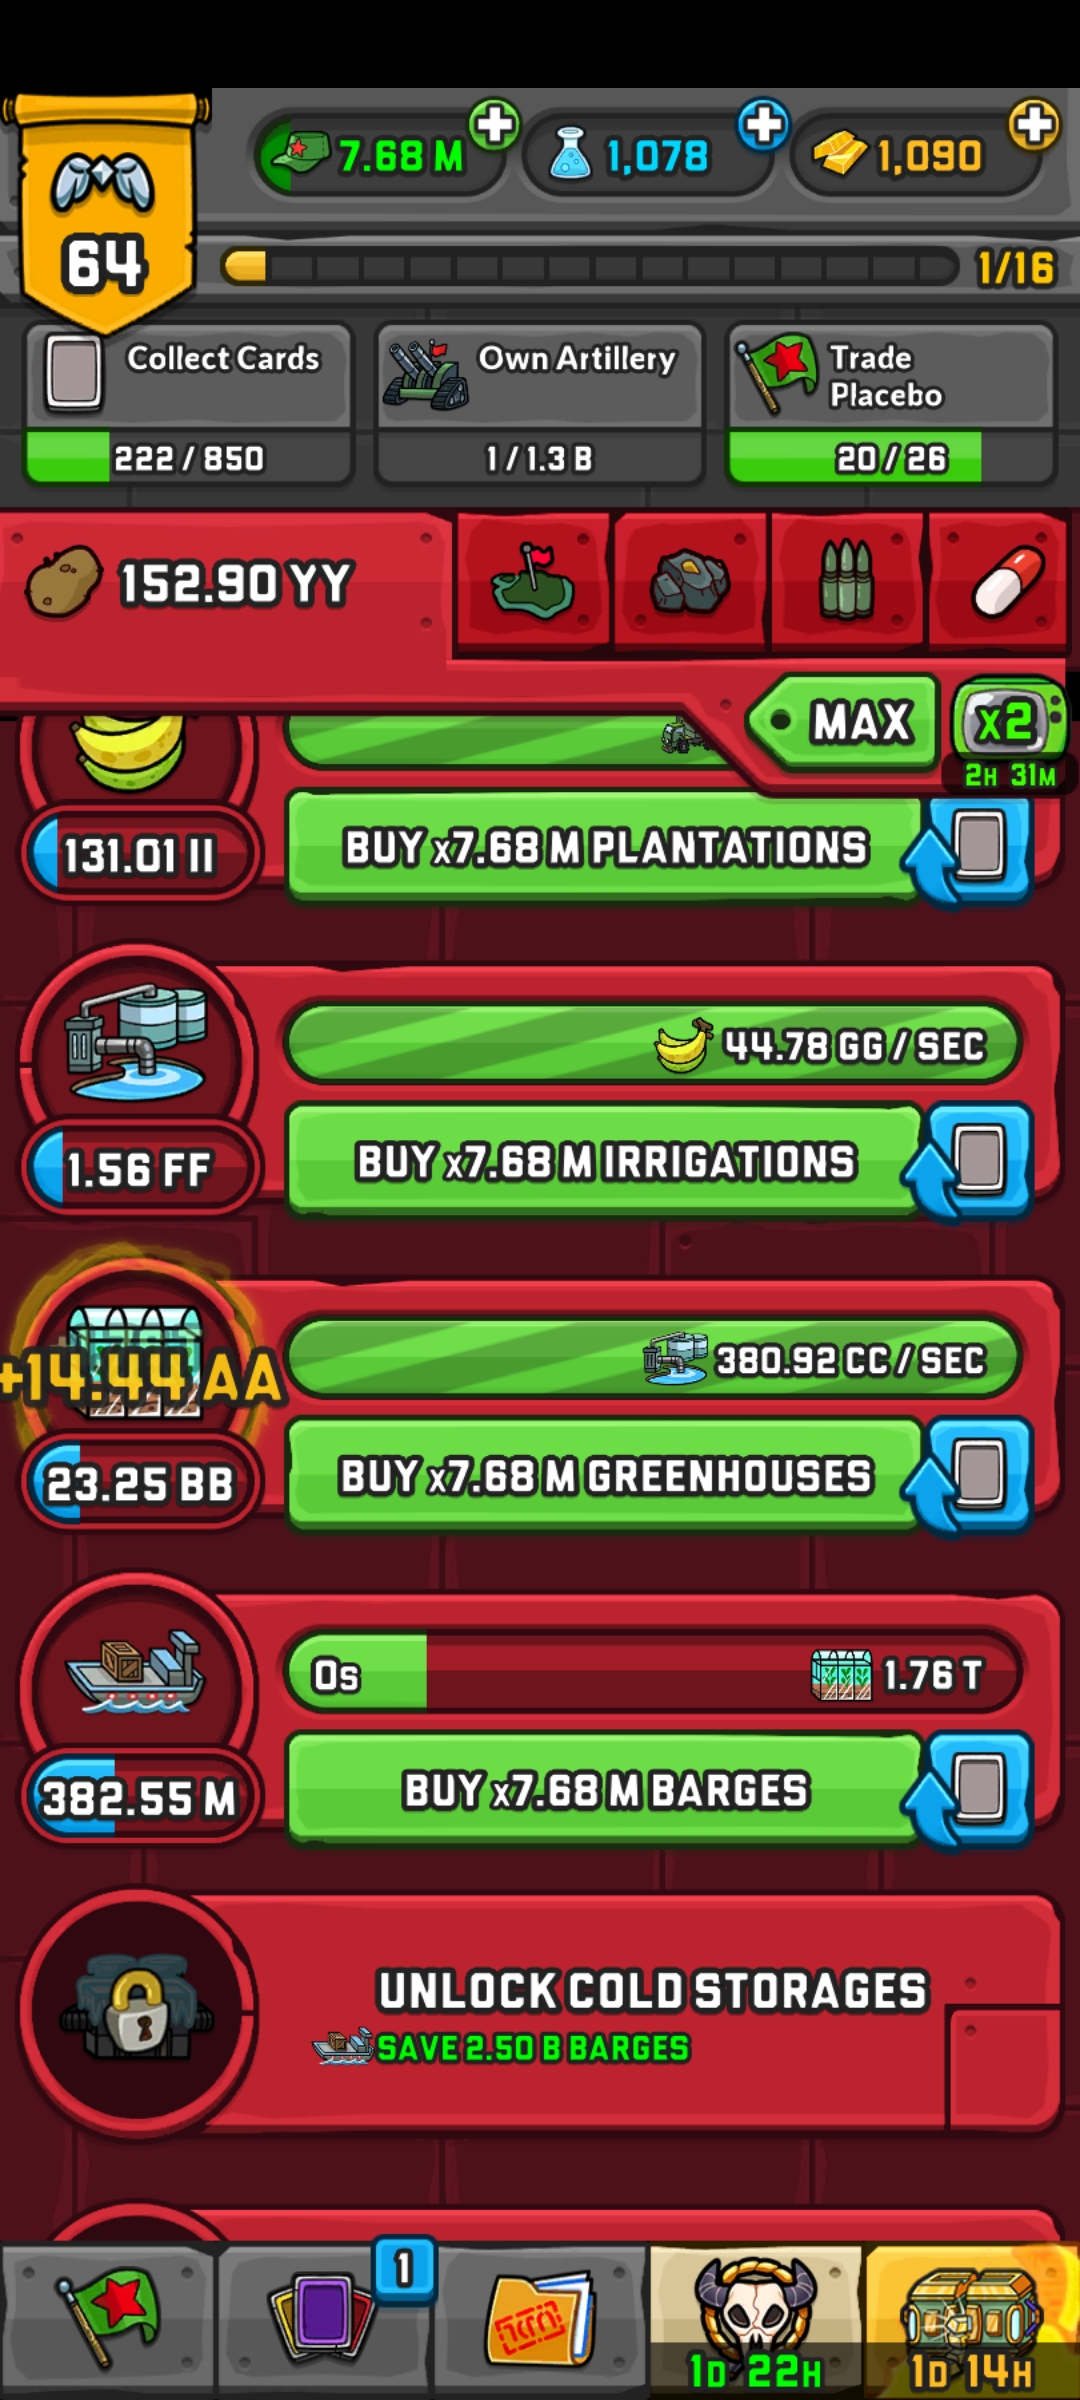 7.68 M
1,078
1,090
64
1/16
Collect Cards
222 / 850
Own Artillery
1 / 1.3 B
Trade
Placebo
20 / 26
152.90 YY
MAX
x2
2H 31M
131.01 II
BUY x7.68 M PLANTATIONS
44.78 GG / SEC
1.56 FF
BUY x7.68 M IRRIGATIONS
+14.44 AA
380.92 CC / SEC
23.25 BB
BUY x7.68 M GREENHOUSES
0s
1.76 T
382.55 M
BUY x7.68 M BARGES
UNLOCK COLD STORAGES
SAVE 2.50 B BARGES
1
1D 22H
1D 14H